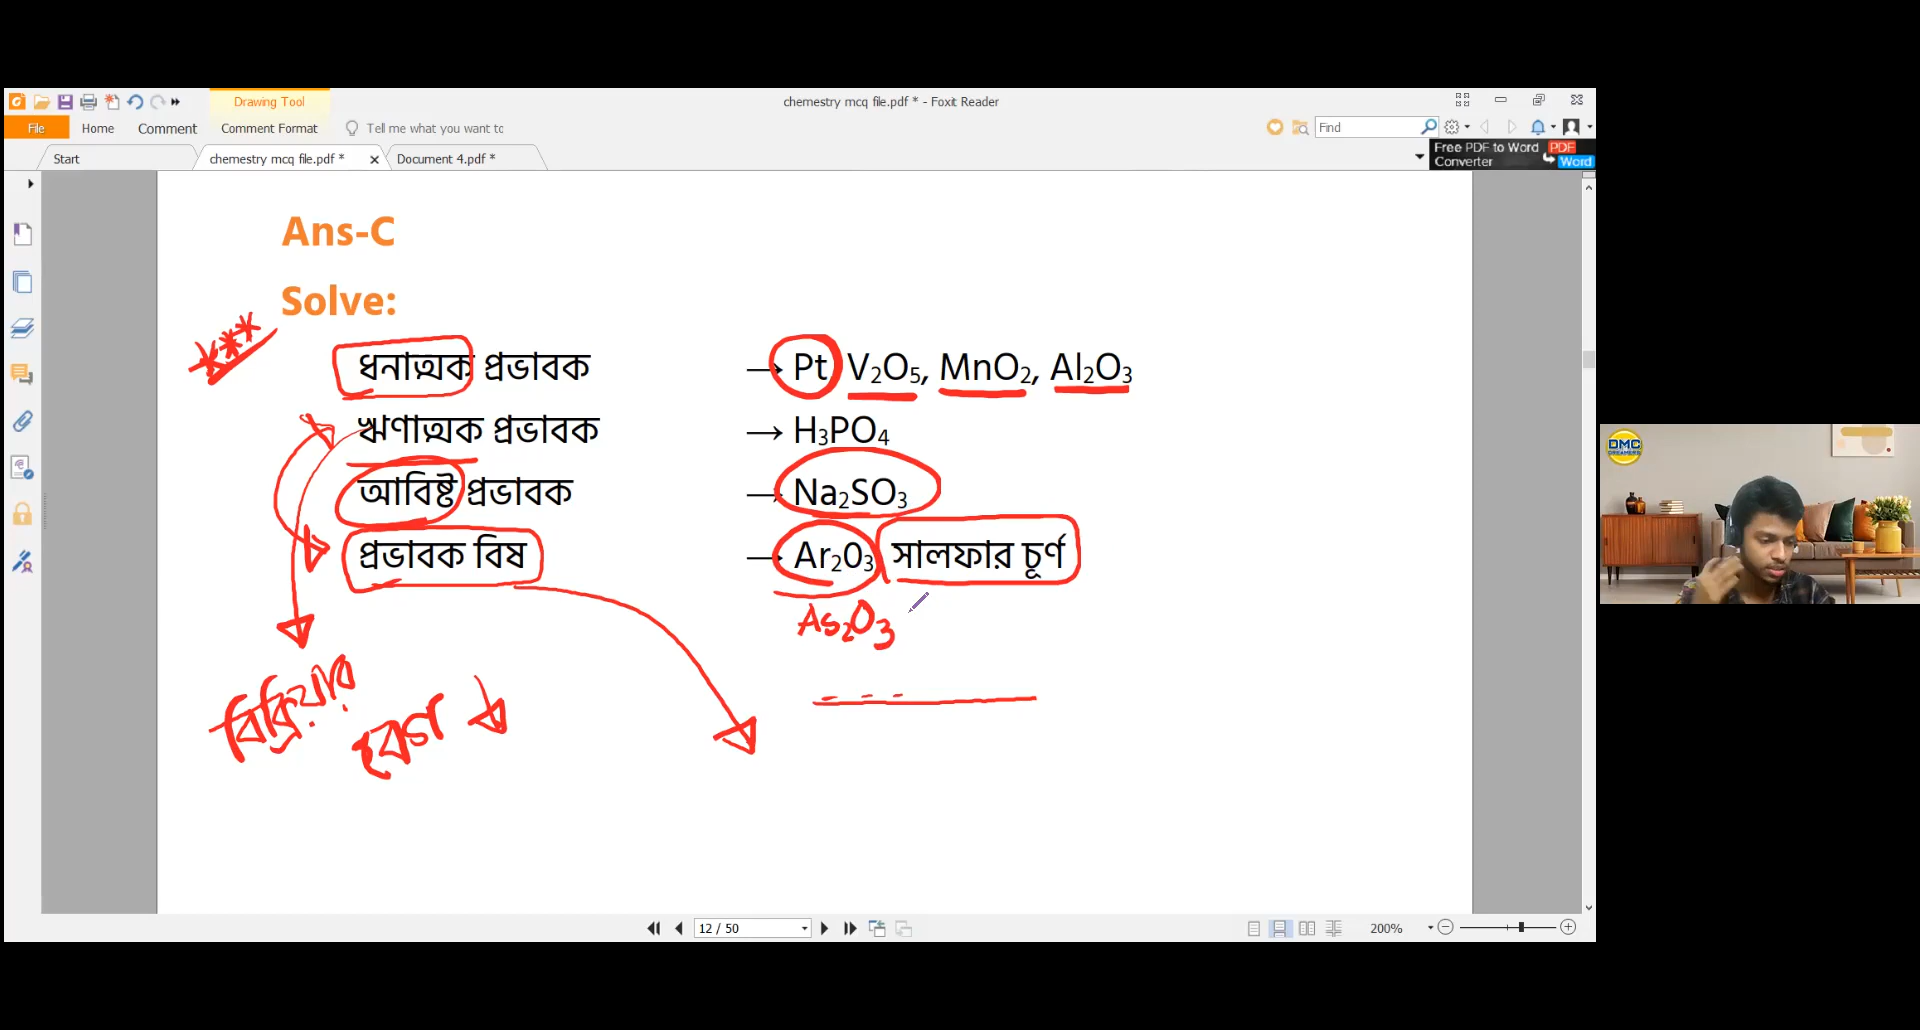 Drawing Tool
chemestry mcq file.pdf * - Foxit Reader
File Home Comment Comment Format Tell me what you want tc
Find
Start chemestry mcq file.pdf * Document 4.pdf *
Free PDF to Word Converter PDF Word
Ans-C
Solve:
***
ধনাত্মক প্রভাবক → Pt V₂O₅, MnO₂, Al₂O₃
ঋণাত্মক প্রভাবক → H₃PO₄
আবিষ্ট প্রভাবক → Na₂SO₃
প্রভাবক বিষ → Ar₂0₃ সালফার চূর্ণ
As₂O₃
বিক্রিয়ার
12 / 50
200%
DMC
DREAMERS